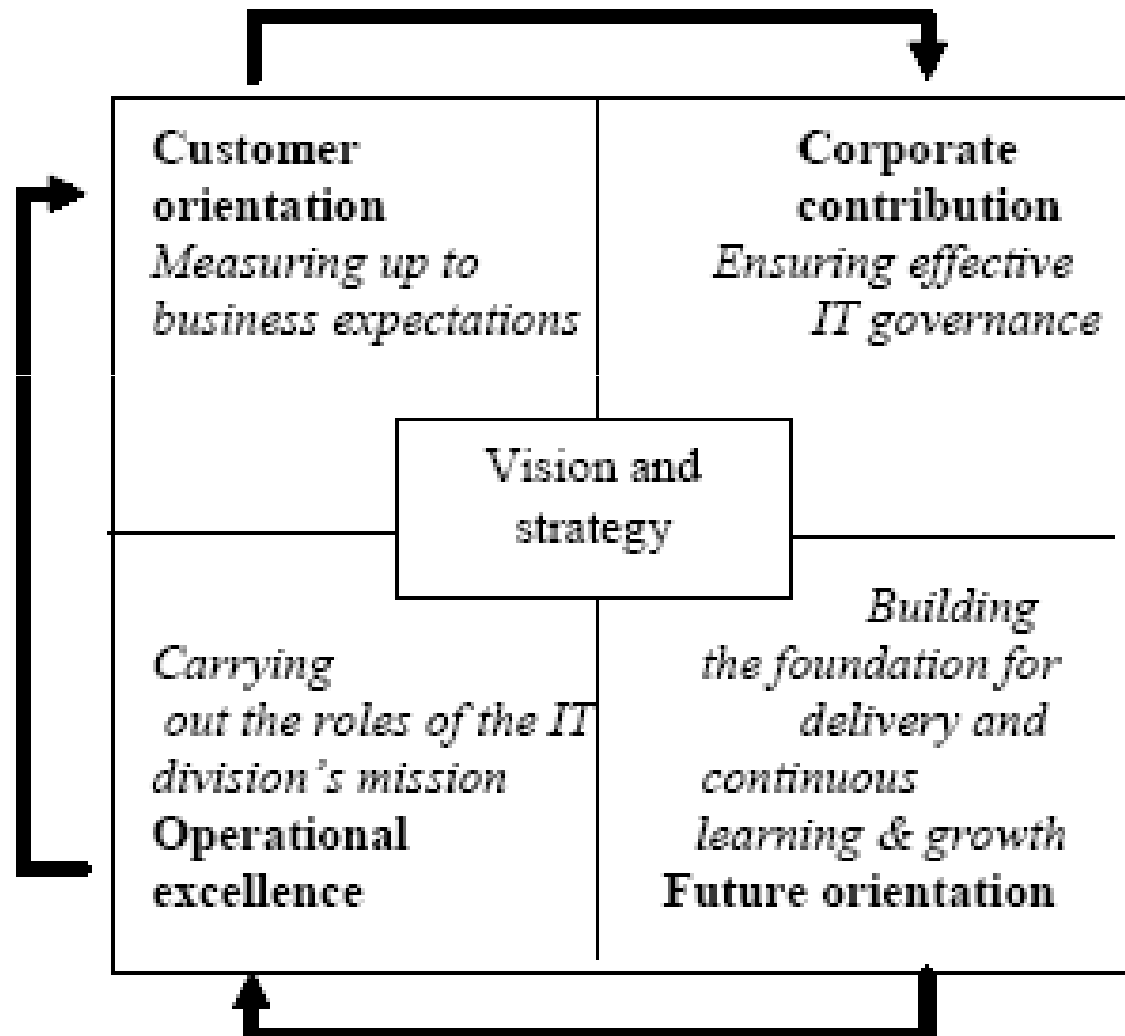 Customer
orientation
Measuring up to
business expectations
Corporate
contribution
Ensuring effective
IT governance
Vision and
strategy
Carrying
out the roles of the IT
division's mission
Operational
excellence
Building
the foundation for
delivery and
continuous
learning & growth
Future orientation